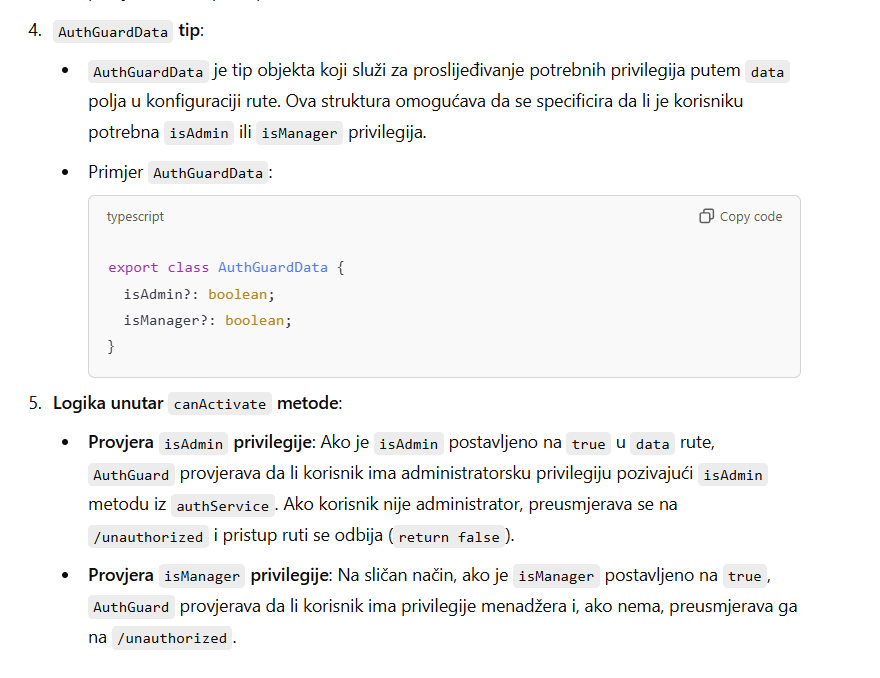 4. AuthGuardData tip:
• AuthGuardData je tip objekta koji služi za proslijeđivanje potrebnih privilegija putem data
polja u konfiguraciji rute. Ova struktura omogućava da se specificira da li je korisniku
potrebna isAdmin ili isManager privilegija.
• Primjer AuthGuardData:
typescript
Copy code
export class AuthGuardData {
  isAdmin?: boolean;
  isManager?: boolean;
}
5. Logika unutar canActivate metode:
• Provjera isAdmin privilegije: Ako je isAdmin postavljeno na true u data rute,
AuthGuard provjerava da li korisnik ima administratorsku privilegiju pozivajući isAdmin
metodu iz authService. Ako korisnik nije administrator, preusmjerava se na
/unauthorized i pristup ruti se odbija (return false).
• Provjera isManager privilegije: Na sličan način, ako je isManager postavljeno na true,
AuthGuard provjerava da li korisnik ima privilegije menadžera i, ako nema, preusmjerava ga
na /unauthorized.